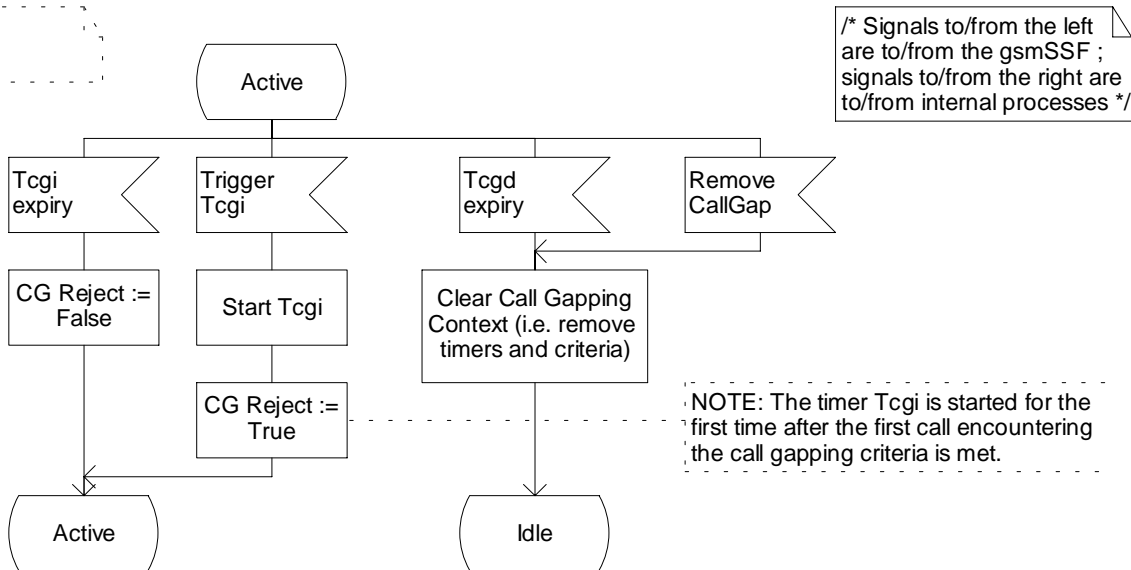 /* Signals to/from the left
are to/from the gsmSSF ;
signals to/from the right are
to/from internal processes */
Active
Tcgi
expiry
Trigger
Tcgi
Tcgd
expiry
Remove
CallGap
CG Reject :=
False
Start Tcgi
Clear Call Gapping
Context (i.e. remove
timers and criteria)
CG Reject :=
True
NOTE: The timer Tcgi is started for the
first time after the first call encountering
the call gapping criteria is met.
Active
Idle